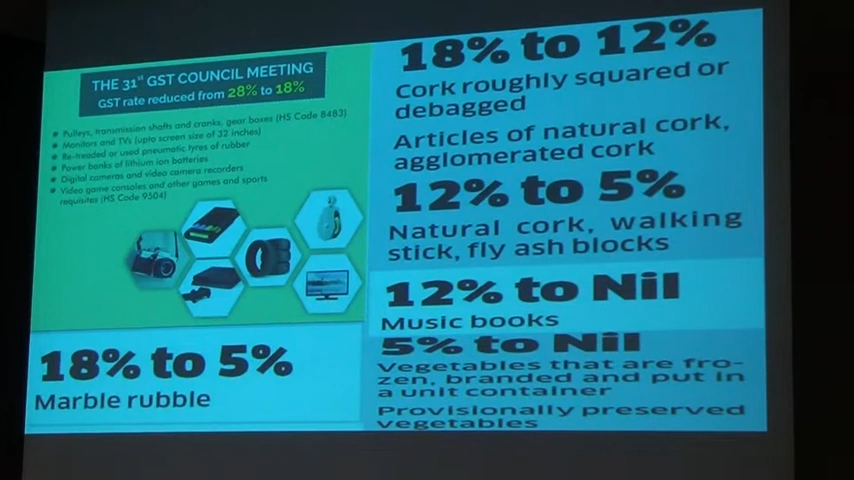 THE 31st GST COUNCIL MEETING
GST rate reduced from 28% to 18%
Pulleys, transmission shafts and cranks, gear boxes (HS Code 8483)
Monitors and TVs (upto screen size of 32 inches)
Re-treaded or used pneumatic tyres of rubber
Power banks of lithium ion batteries
Digital cameras and video camera recorders
Video game consoles and other games and sports
requisites (HS Code 9504)
18% to 5%
Marble rubble
18% to 12%
Cork roughly squared or
debagged
Articles of natural cork,
agglomerated cork
12% to 5%
Natural cork, walking
stick, fly ash blocks
12% to Nil
Music books
5% to Nil
Vegetables that are fro-
zen, branded and put in
a unit container
Provisionally preserved
vegetables